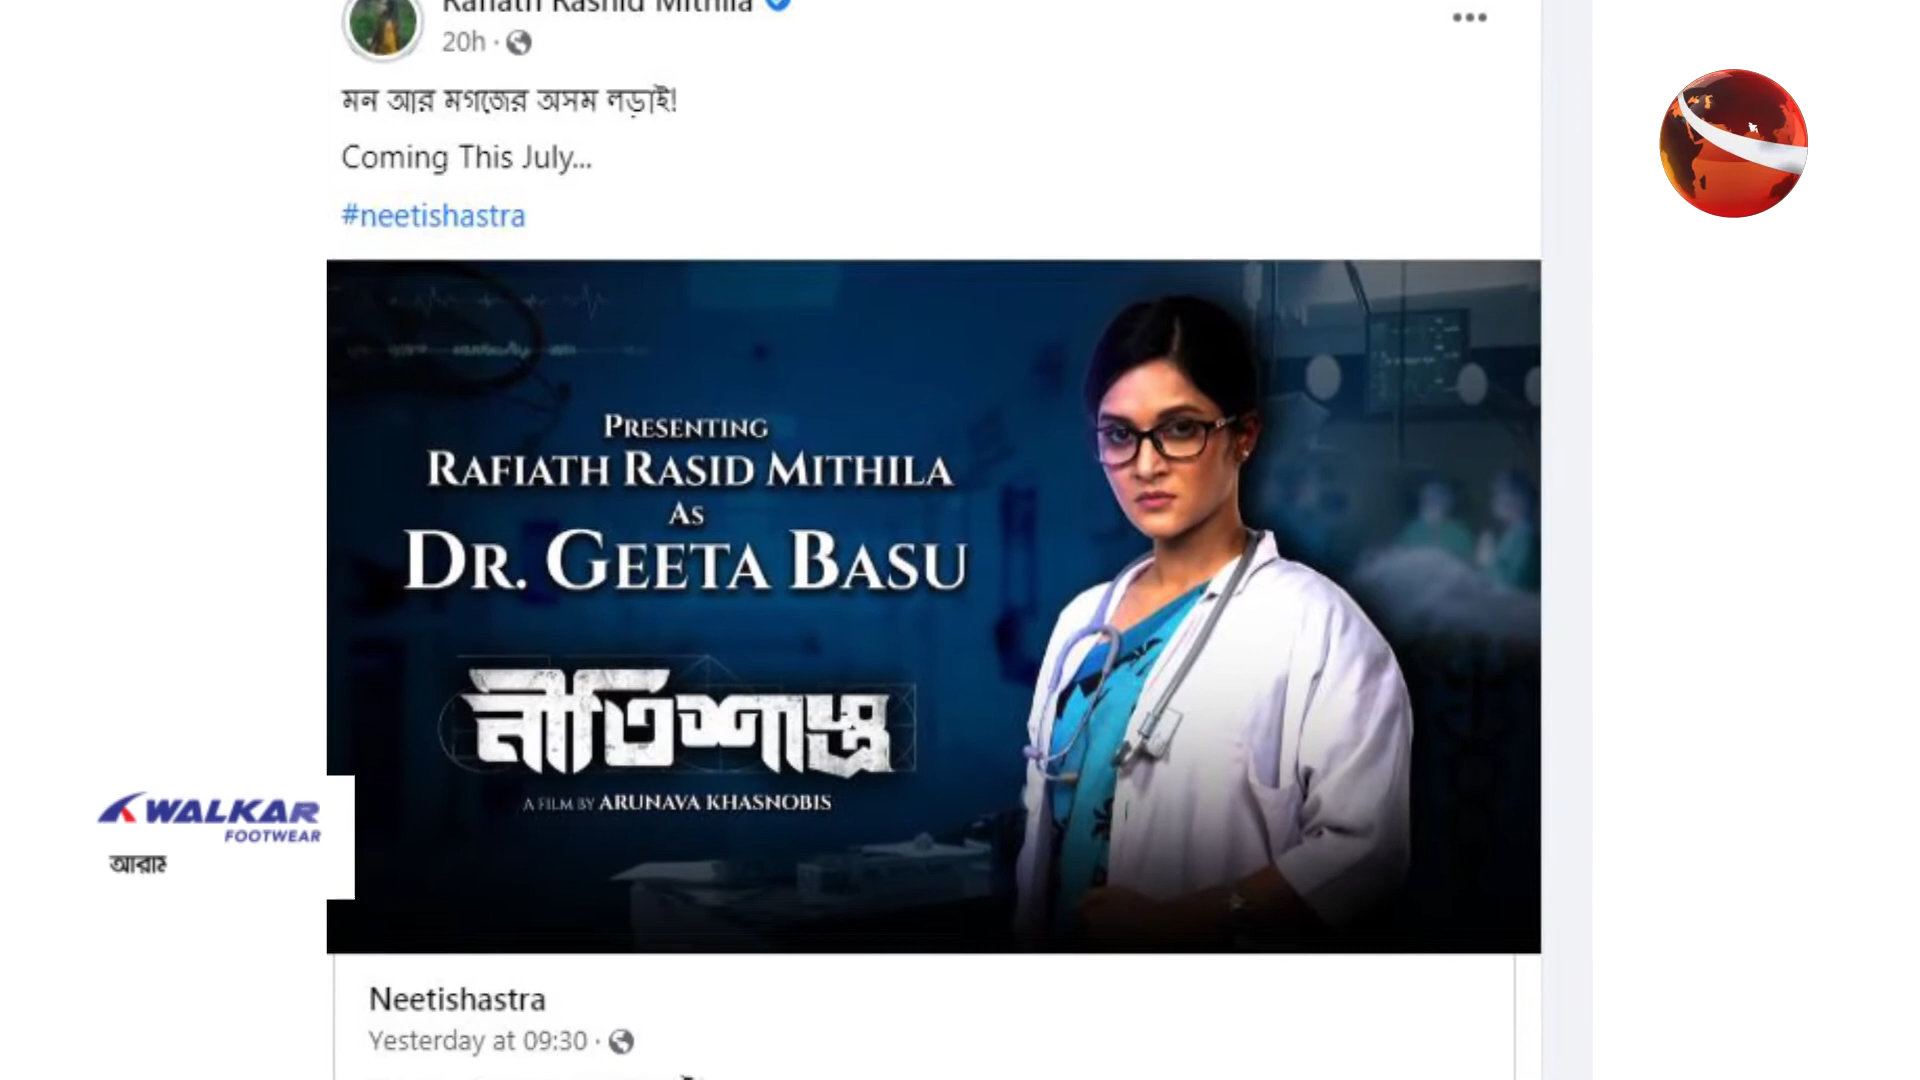 Rafiath Rashid Mithila
20h ·
মন আর মগজের অসম লড়াই!
Coming This July...
#neetishastra
PRESENTING
RAFIATH RASID MITHILA
AS
DR. GEETA BASU
নীতিশাস্ত্র
A FILM BY ARUNAVA KHASNOBIS
WALKAR
FOOTWEAR
আরাম
Neetishastra
Yesterday at 09:30 ·